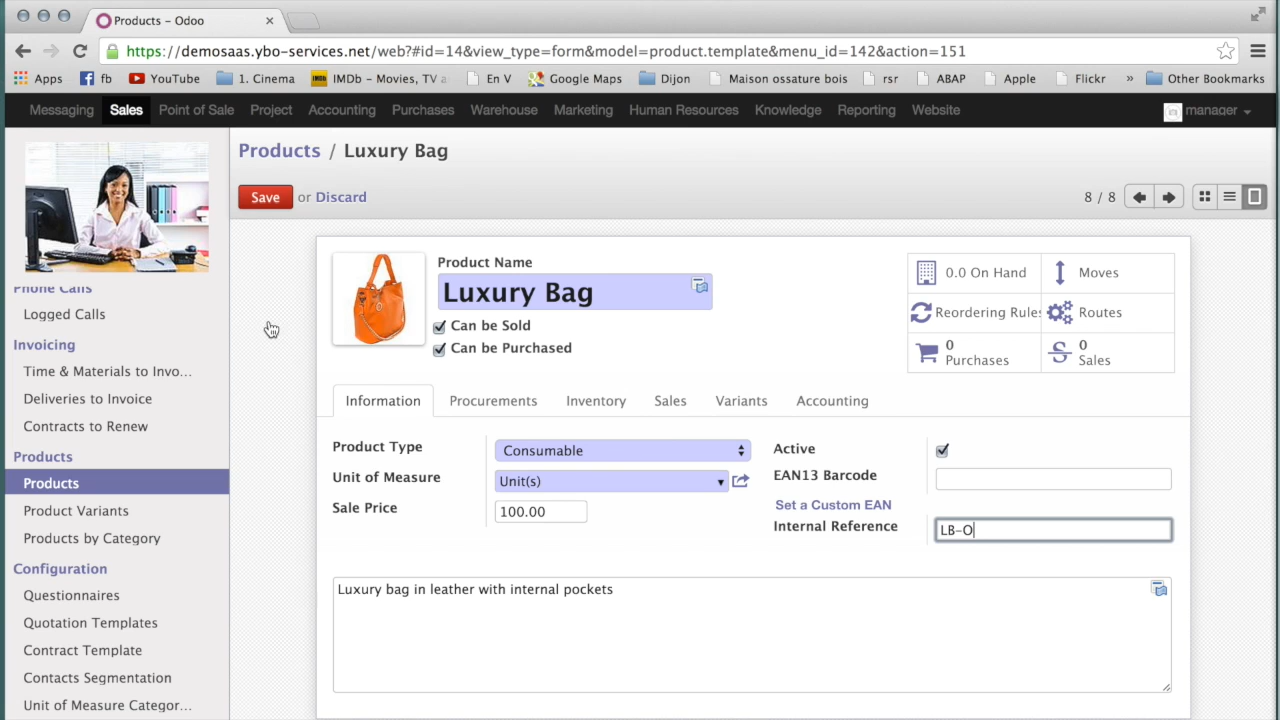 Products – Odoo
https://demosaas.ybo-services.net/web?#id=14&view_type=form&model=product.template&menu_id=142&action=151
Apps fb YouTube 1. Cinema IMDb – Movies, TV a En V Google Maps Dijon Maison ossature bois rsr ABAP Apple Flickr » Other Bookmarks
Messaging Sales Point of Sale Project Accounting Purchases Warehouse Marketing Human Resources Knowledge Reporting Website manager
Products / Luxury Bag
Save or Discard 8 / 8
Phone Calls
Logged Calls
Invoicing
Time & Materials to Invo...
Deliveries to Invoice
Contracts to Renew
Products
Products
Product Variants
Products by Category
Configuration
Questionnaires
Quotation Templates
Contract Template
Contacts Segmentation
Unit of Measure Categor...
Product Name
Luxury Bag
Can be Sold
Can be Purchased
0.0 On Hand Moves
Reordering Rules Routes
0 Purchases 0 Sales
Information Procurements Inventory Sales Variants Accounting
Product Type Consumable
Unit of Measure Unit(s)
Sale Price 100.00
Active
EAN13 Barcode
Set a Custom EAN
Internal Reference LB-O
Luxury bag in leather with internal pockets